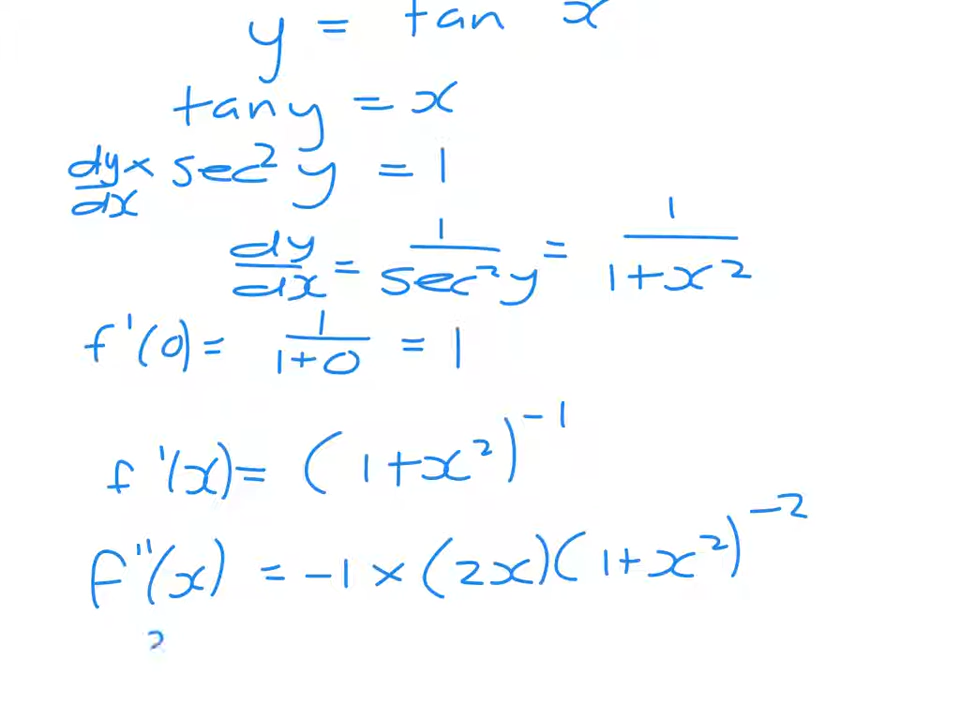 y = tan x
tan y = x
dy/dx × sec² y = 1
dy/dx = 1/sec² y = 1/1+x²
f'(0) = 1/1+0 = 1
f'(x) = (1+x²)⁻¹
f''(x) = -1 × (2x)(1+x²)⁻²